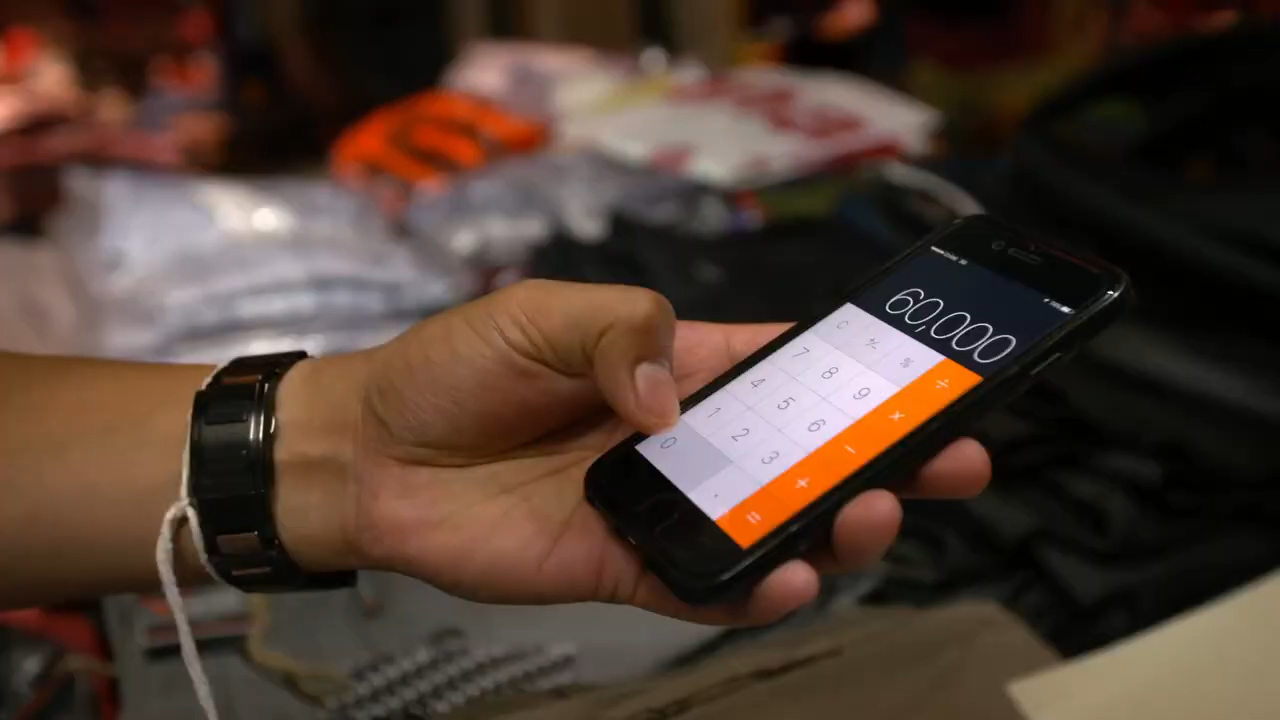 60,000
C +/- %  ÷
7 8 9 ×
4 5 6 −
1 2 3 +
0 . =